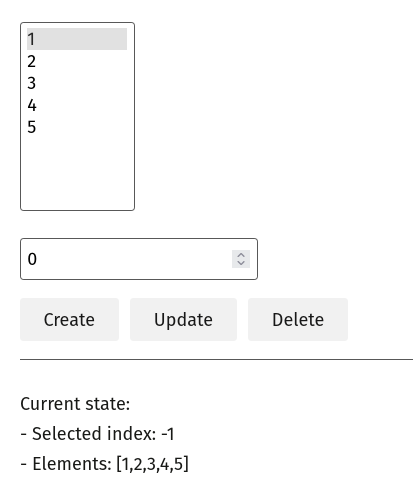 1
2
3
4
5
0
Create Update Delete
Current state:
- Selected index: -1
- Elements: [1,2,3,4,5]